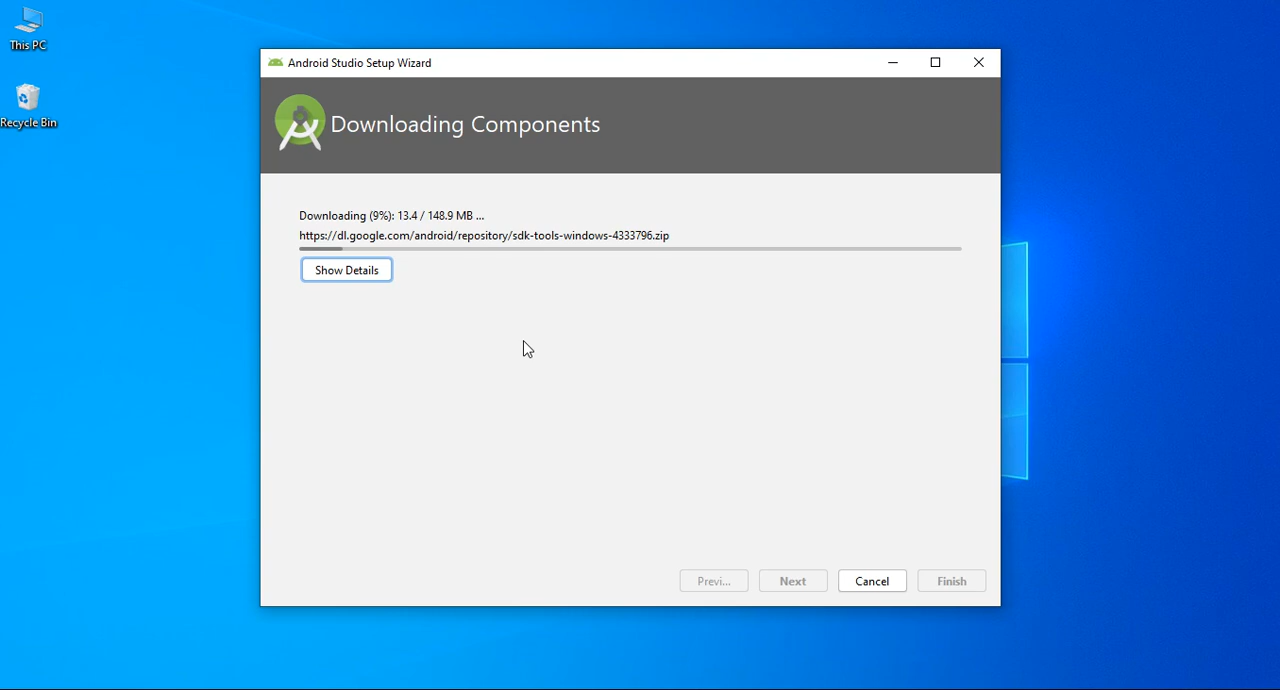 This PC
Recycle Bin
Android Studio Setup Wizard
Downloading Components
Downloading (9%): 13.4 / 148.9 MB ...
https://dl.google.com/android/repository/sdk-tools-windows-4333796.zip
Show Details
Previ... Next Cancel Finish